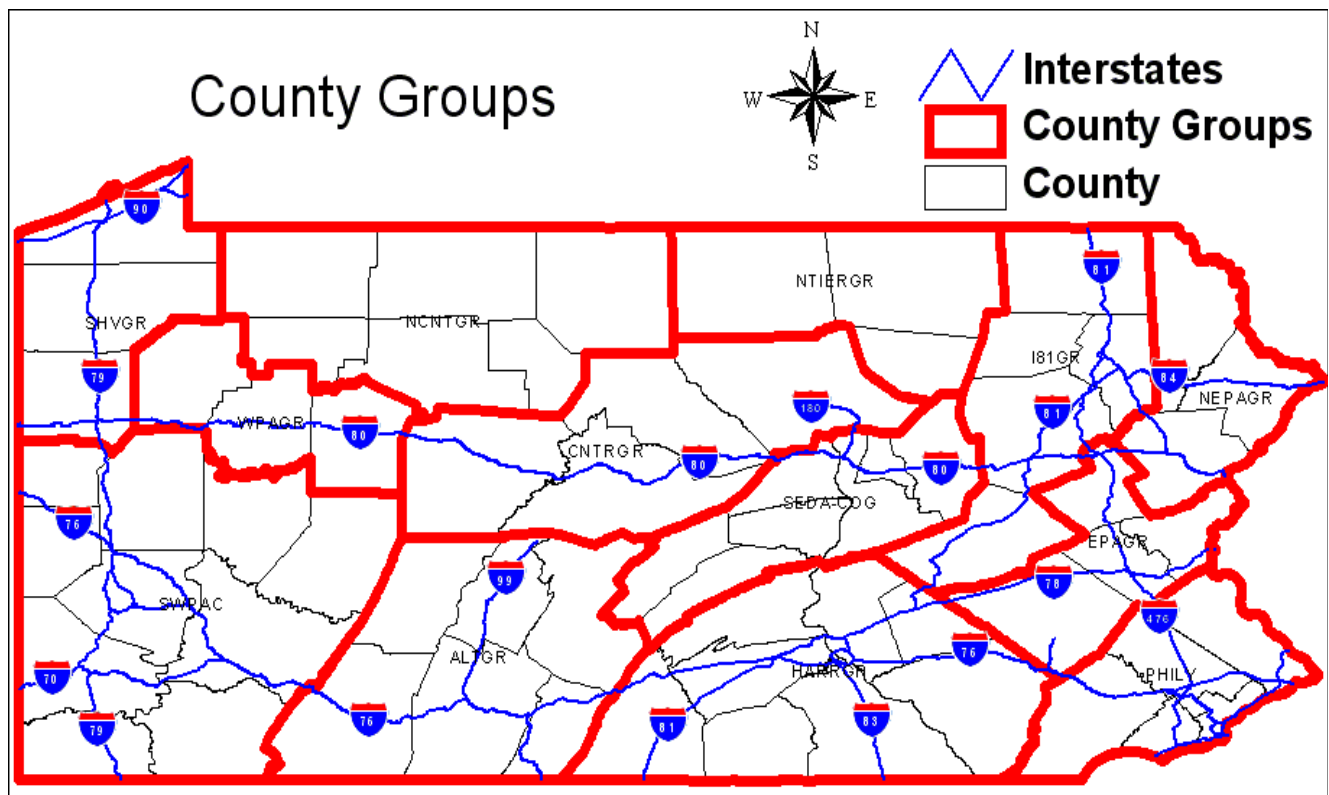 County Groups
N
W
E
S
Interstates
County Groups
County
90
81
NTIERGR
SHVGR
NCNTGR
I81GR
79
84
NEPAGR
180
81
WPAGR
80
CNTRGR
80
80
SEDA-COG
76
EPAGR
99
78
SWPAC
476
76
ALTGR
70
HARRGR
PHILY
79
76
81
83